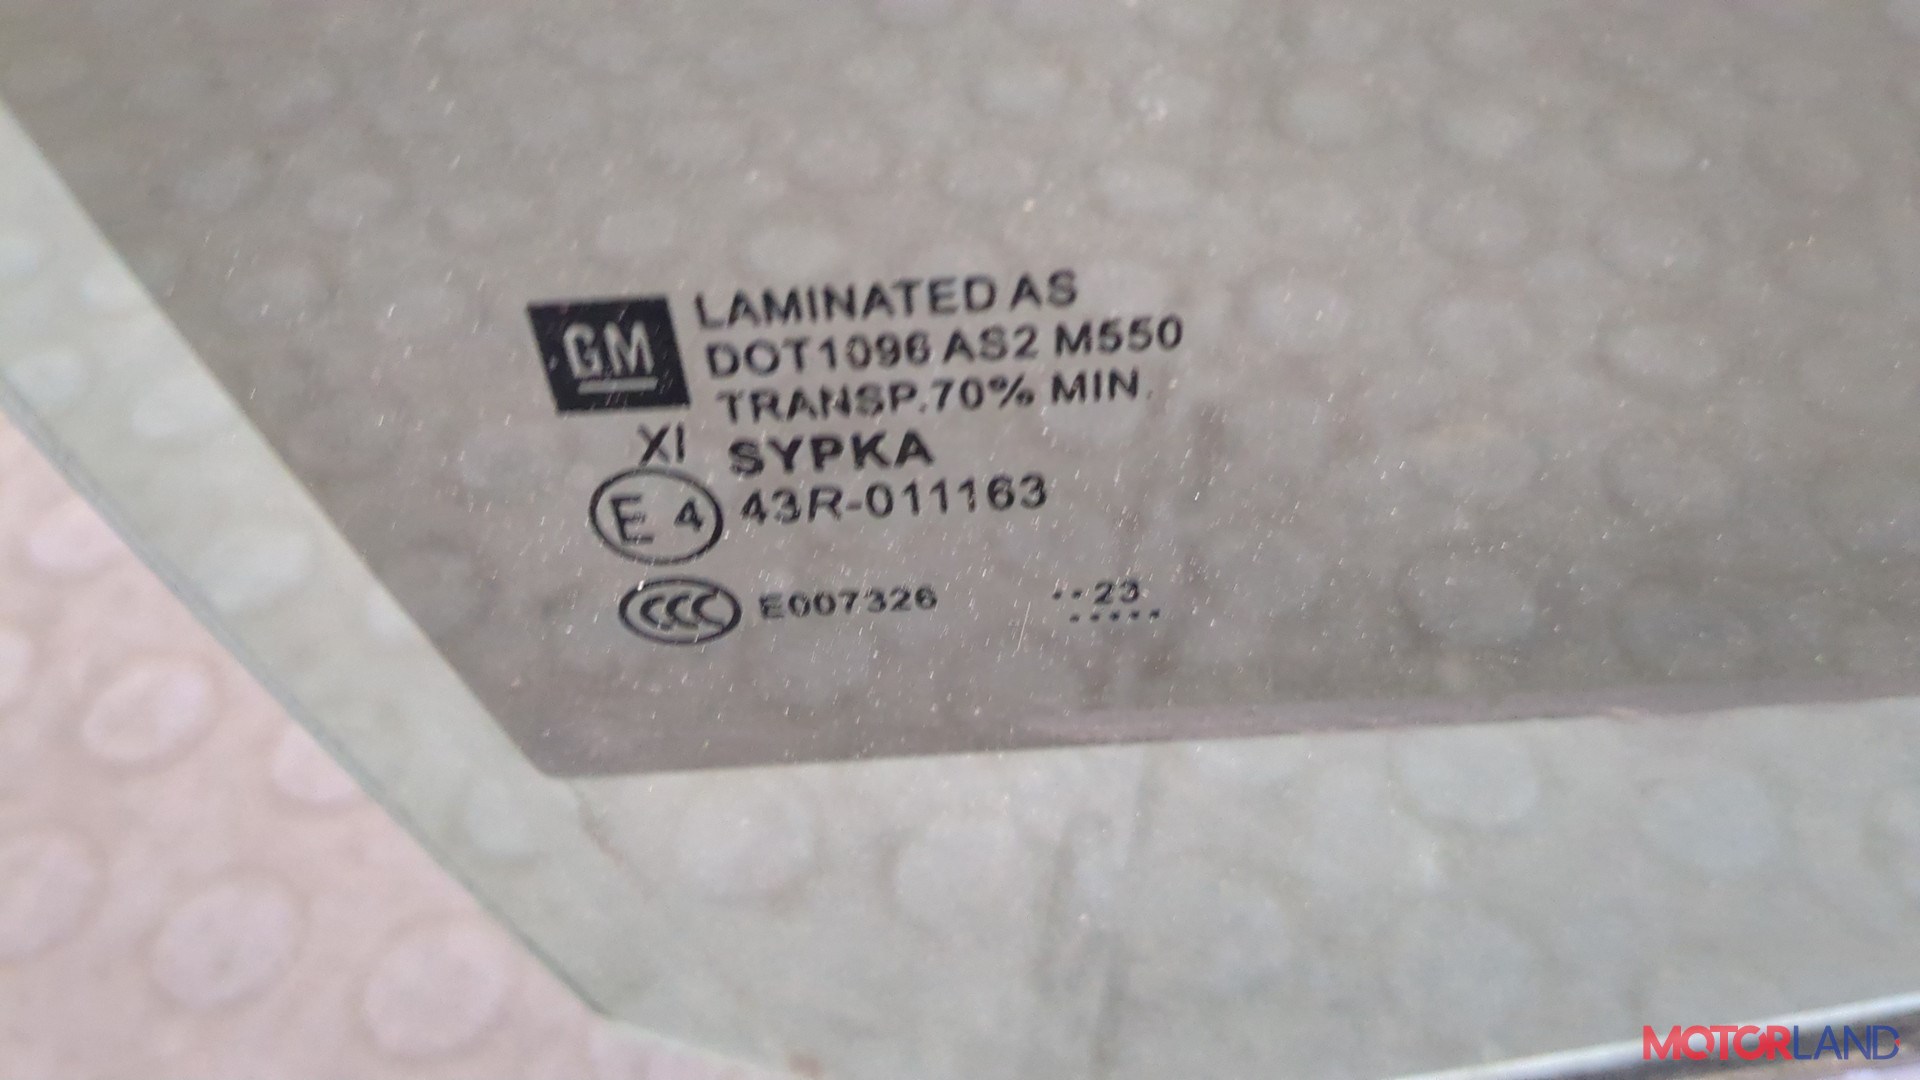 GM
LAMINATED AS
DOT1096 AS2 M550
TRANSP.70% MIN.
XI SYPKA
E 4 43R-011163
CCC E007326 ..23
.....
MOTORLAND